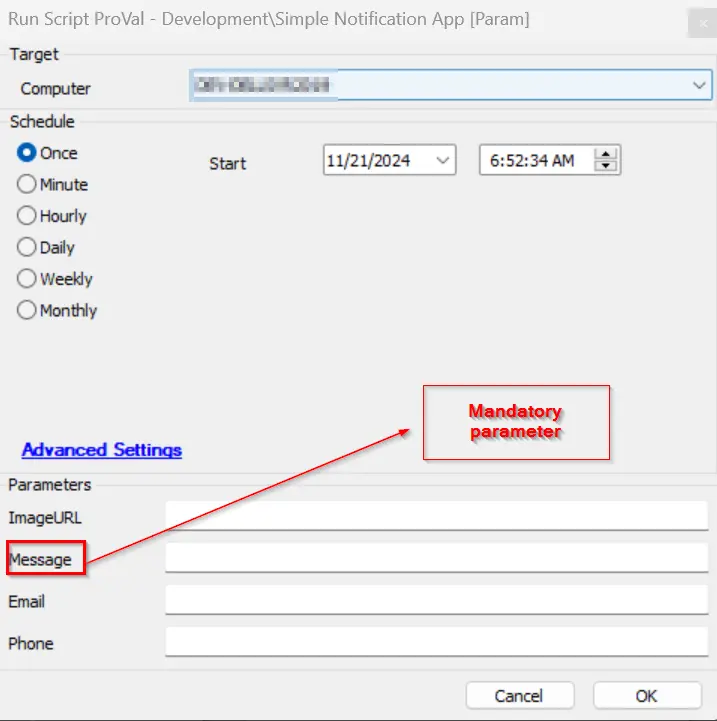 Run Script ProVal - Development\Simple Notification App [Param]
Target
Computer
Schedule
Once
Start
11/21/2024
6:52:34 AM
Minute
Hourly
Daily
Weekly
Monthly
Mandatory
parameter
Advanced Settings
Parameters
ImageURL
Message
Email
Phone
Cancel
OK